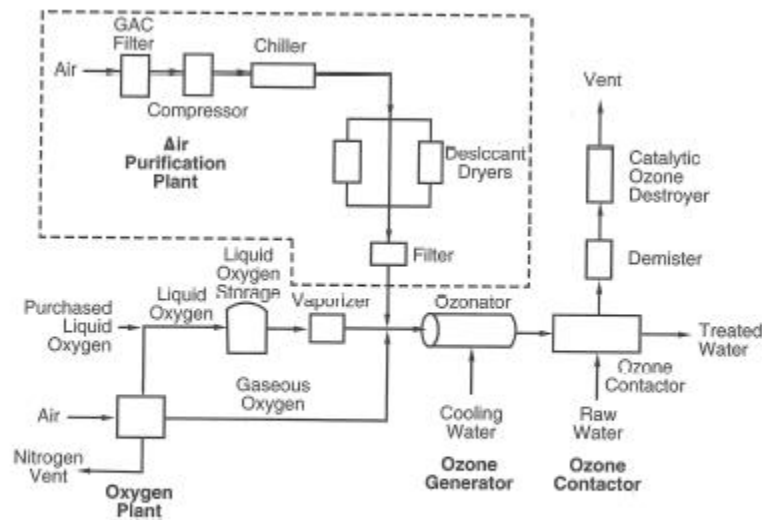 GAC
Filter
Chiller
Air
Compressor
Air
Purification
Plant
Desiccant
Dryers
Filter
Vent
Catalytic
Ozone
Destroyer
Demister
Liquid
Oxygen
Storage
Liquid
Oxygen
Vaporizer
Ozonator
Purchased
Liquid
Oxygen
Treated
Water
Ozone
Contactor
Gaseous
Oxygen
Air
Cooling
Water
Raw
Water
Nitrogen
Vent
Oxygen
Plant
Ozone
Generator
Ozone
Contactor